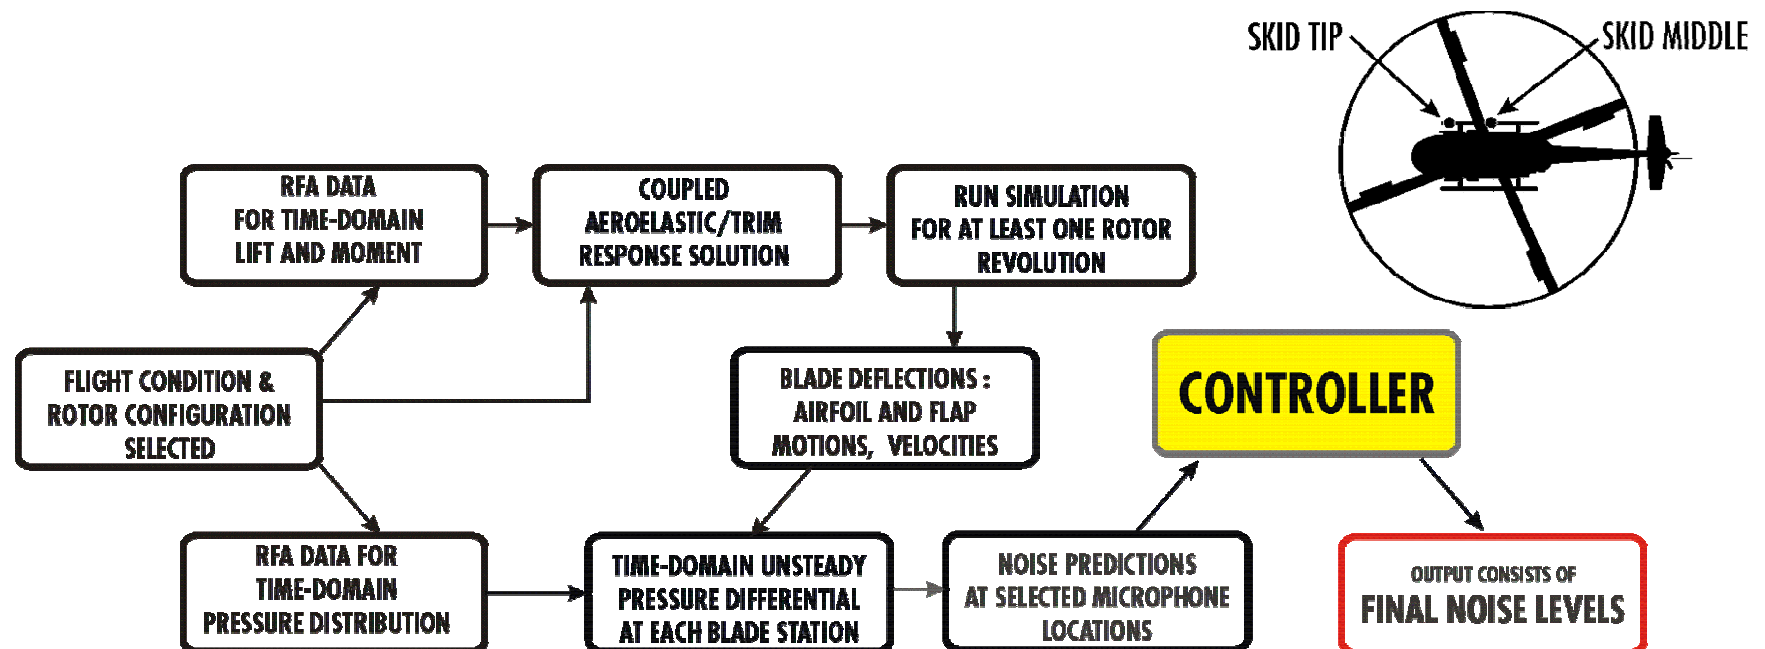 SKID TIP
SKID MIDDLE
RFA DATA
FOR TIME-DOMAIN
LIFT AND MOMENT
COUPLED
AEROELASTIC/TRIM
RESPONSE SOLUTION
RUN SIMULATION
FOR AT LEAST ONE ROTOR
REVOLUTION
FLIGHT CONDITION &
ROTOR CONFIGURATION
SELECTED
BLADE DEFLECTIONS :
AIRFOIL AND FLAP
MOTIONS, VELOCITIES
CONTROLLER
RFA DATA FOR
TIME-DOMAIN
PRESSURE DISTRIBUTION
TIME-DOMAIN UNSTEADY
PRESSURE DIFFERENTIAL
AT EACH BLADE STATION
NOISE PREDICTIONS
AT SELECTED MICROPHONE
LOCATIONS
OUTPUT CONSISTS OF
FINAL NOISE LEVELS